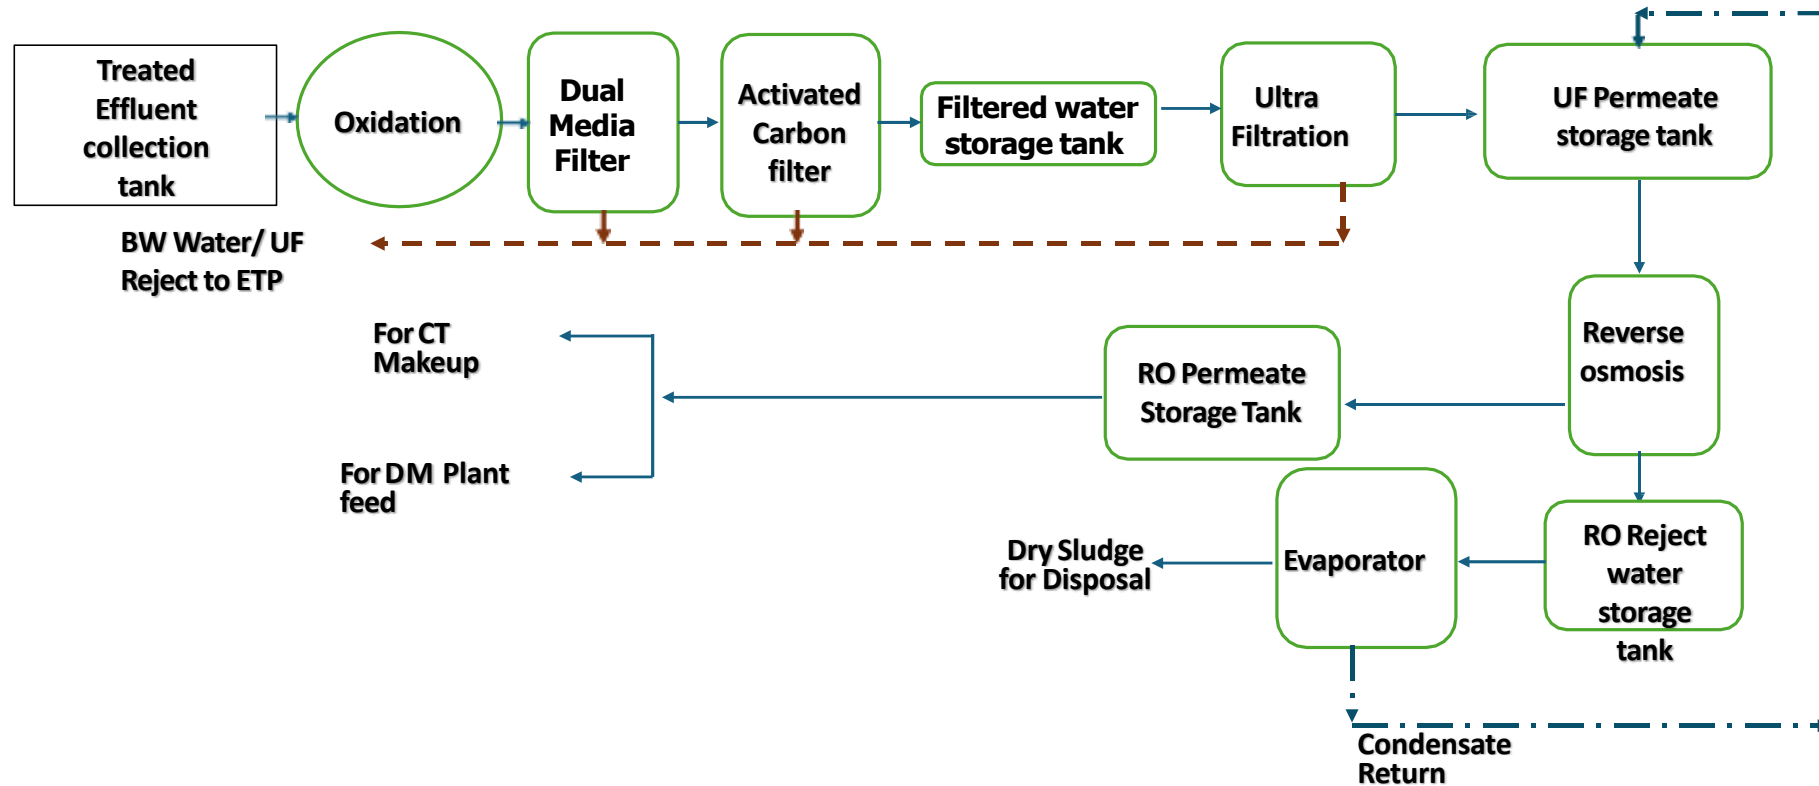 Treated
Effluent
collection
tank
Oxidation
Dual
Media
Filter
Activated
Carbon
filter
Filtered water
storage tank
Ultra
Filtration
UF Permeate
storage tank
BW Water/ UF
Reject to ETP
For CT
Makeup
RO Permeate
Storage Tank
Reverse
osmosis
For DM Plant
feed
Dry Sludge
for Disposal
Evaporator
RO Reject
water
storage
tank
Condensate
Return